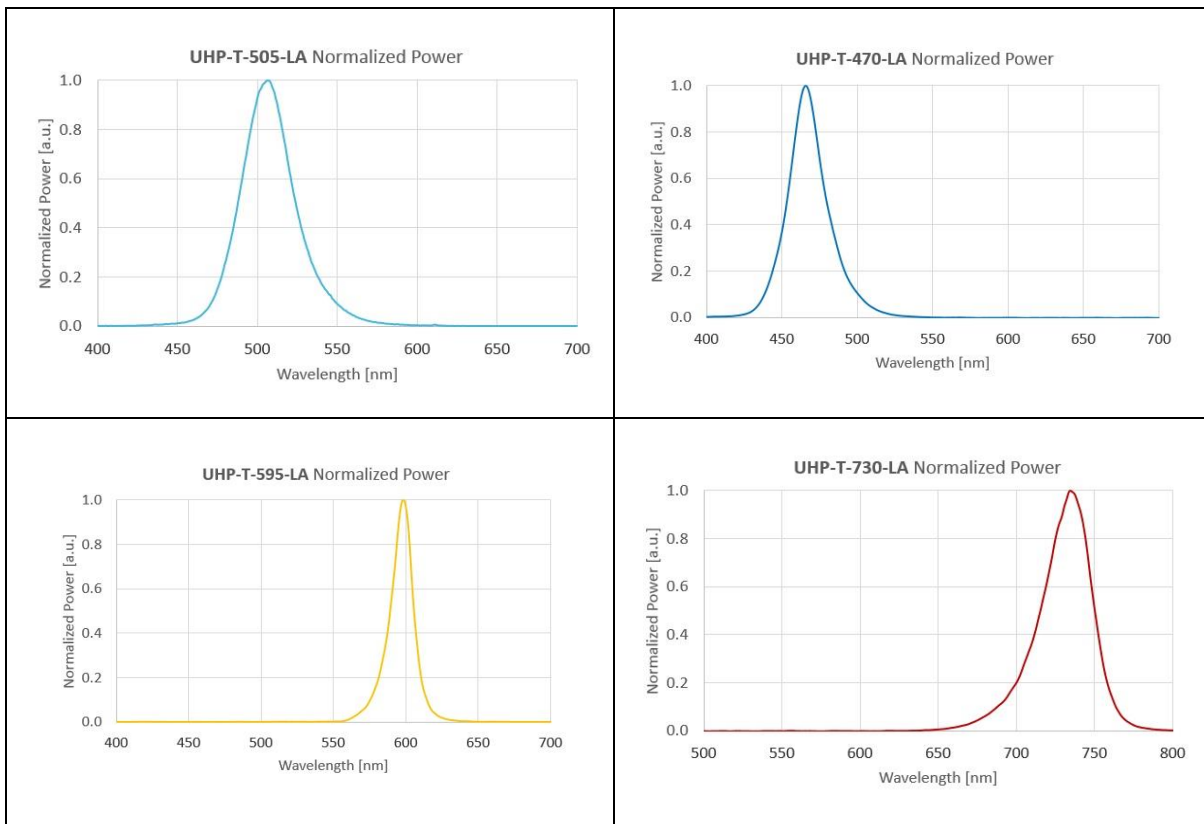 UHP-T-505-LA Normalized Power
Normalized Power [a.u.]
1.0
0.8
0.6
0.4
0.2
0.0
400 450 500 550 600 650 700
Wavelength [nm]
UHP-T-470-LA Normalized Power
Normalized Power [a.u.]
1.0
0.8
0.6
0.4
0.2
0.0
400 450 500 550 600 650 700
Wavelength [nm]
UHP-T-595-LA Normalized Power
Normalized Power [a.u.]
1.0
0.8
0.6
0.4
0.2
0.0
400 450 500 550 600 650 700
Wavelength [nm]
UHP-T-730-LA Normalized Power
Normalized Power [a.u.]
1.0
0.8
0.6
0.4
0.2
0.0
500 550 600 650 700 750 800
Wavelength [nm]